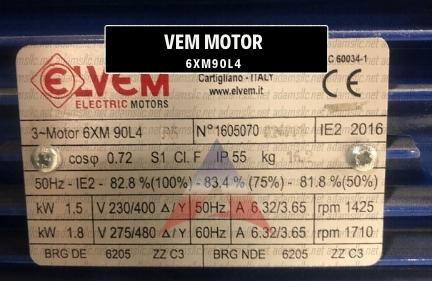 VEM MOTOR
6XM90L4
IEC 60034-1
ELVEM
ELECTRIC MOTORS
Cartigliano - ITALY
www.elvem.it
CE
3~Motor 6XM 90L4
N° 1605070
IE2 2016
cosφ 0.72 S1 Cl. F IP 55 kg
50Hz - IE2 - 82.8 %(100%) - 83.4 (75%) - 81.8 %(50%)
kW 1.5 V 230/400 Δ/Y 50Hz A 6.32/3.65 rpm 1425
kW 1.8 V 275/480 Δ/Y 60Hz A 6.32/3.65 rpm 1710
BRG DE 6205 ZZ C3 BRG NDE 6205 ZZ C3